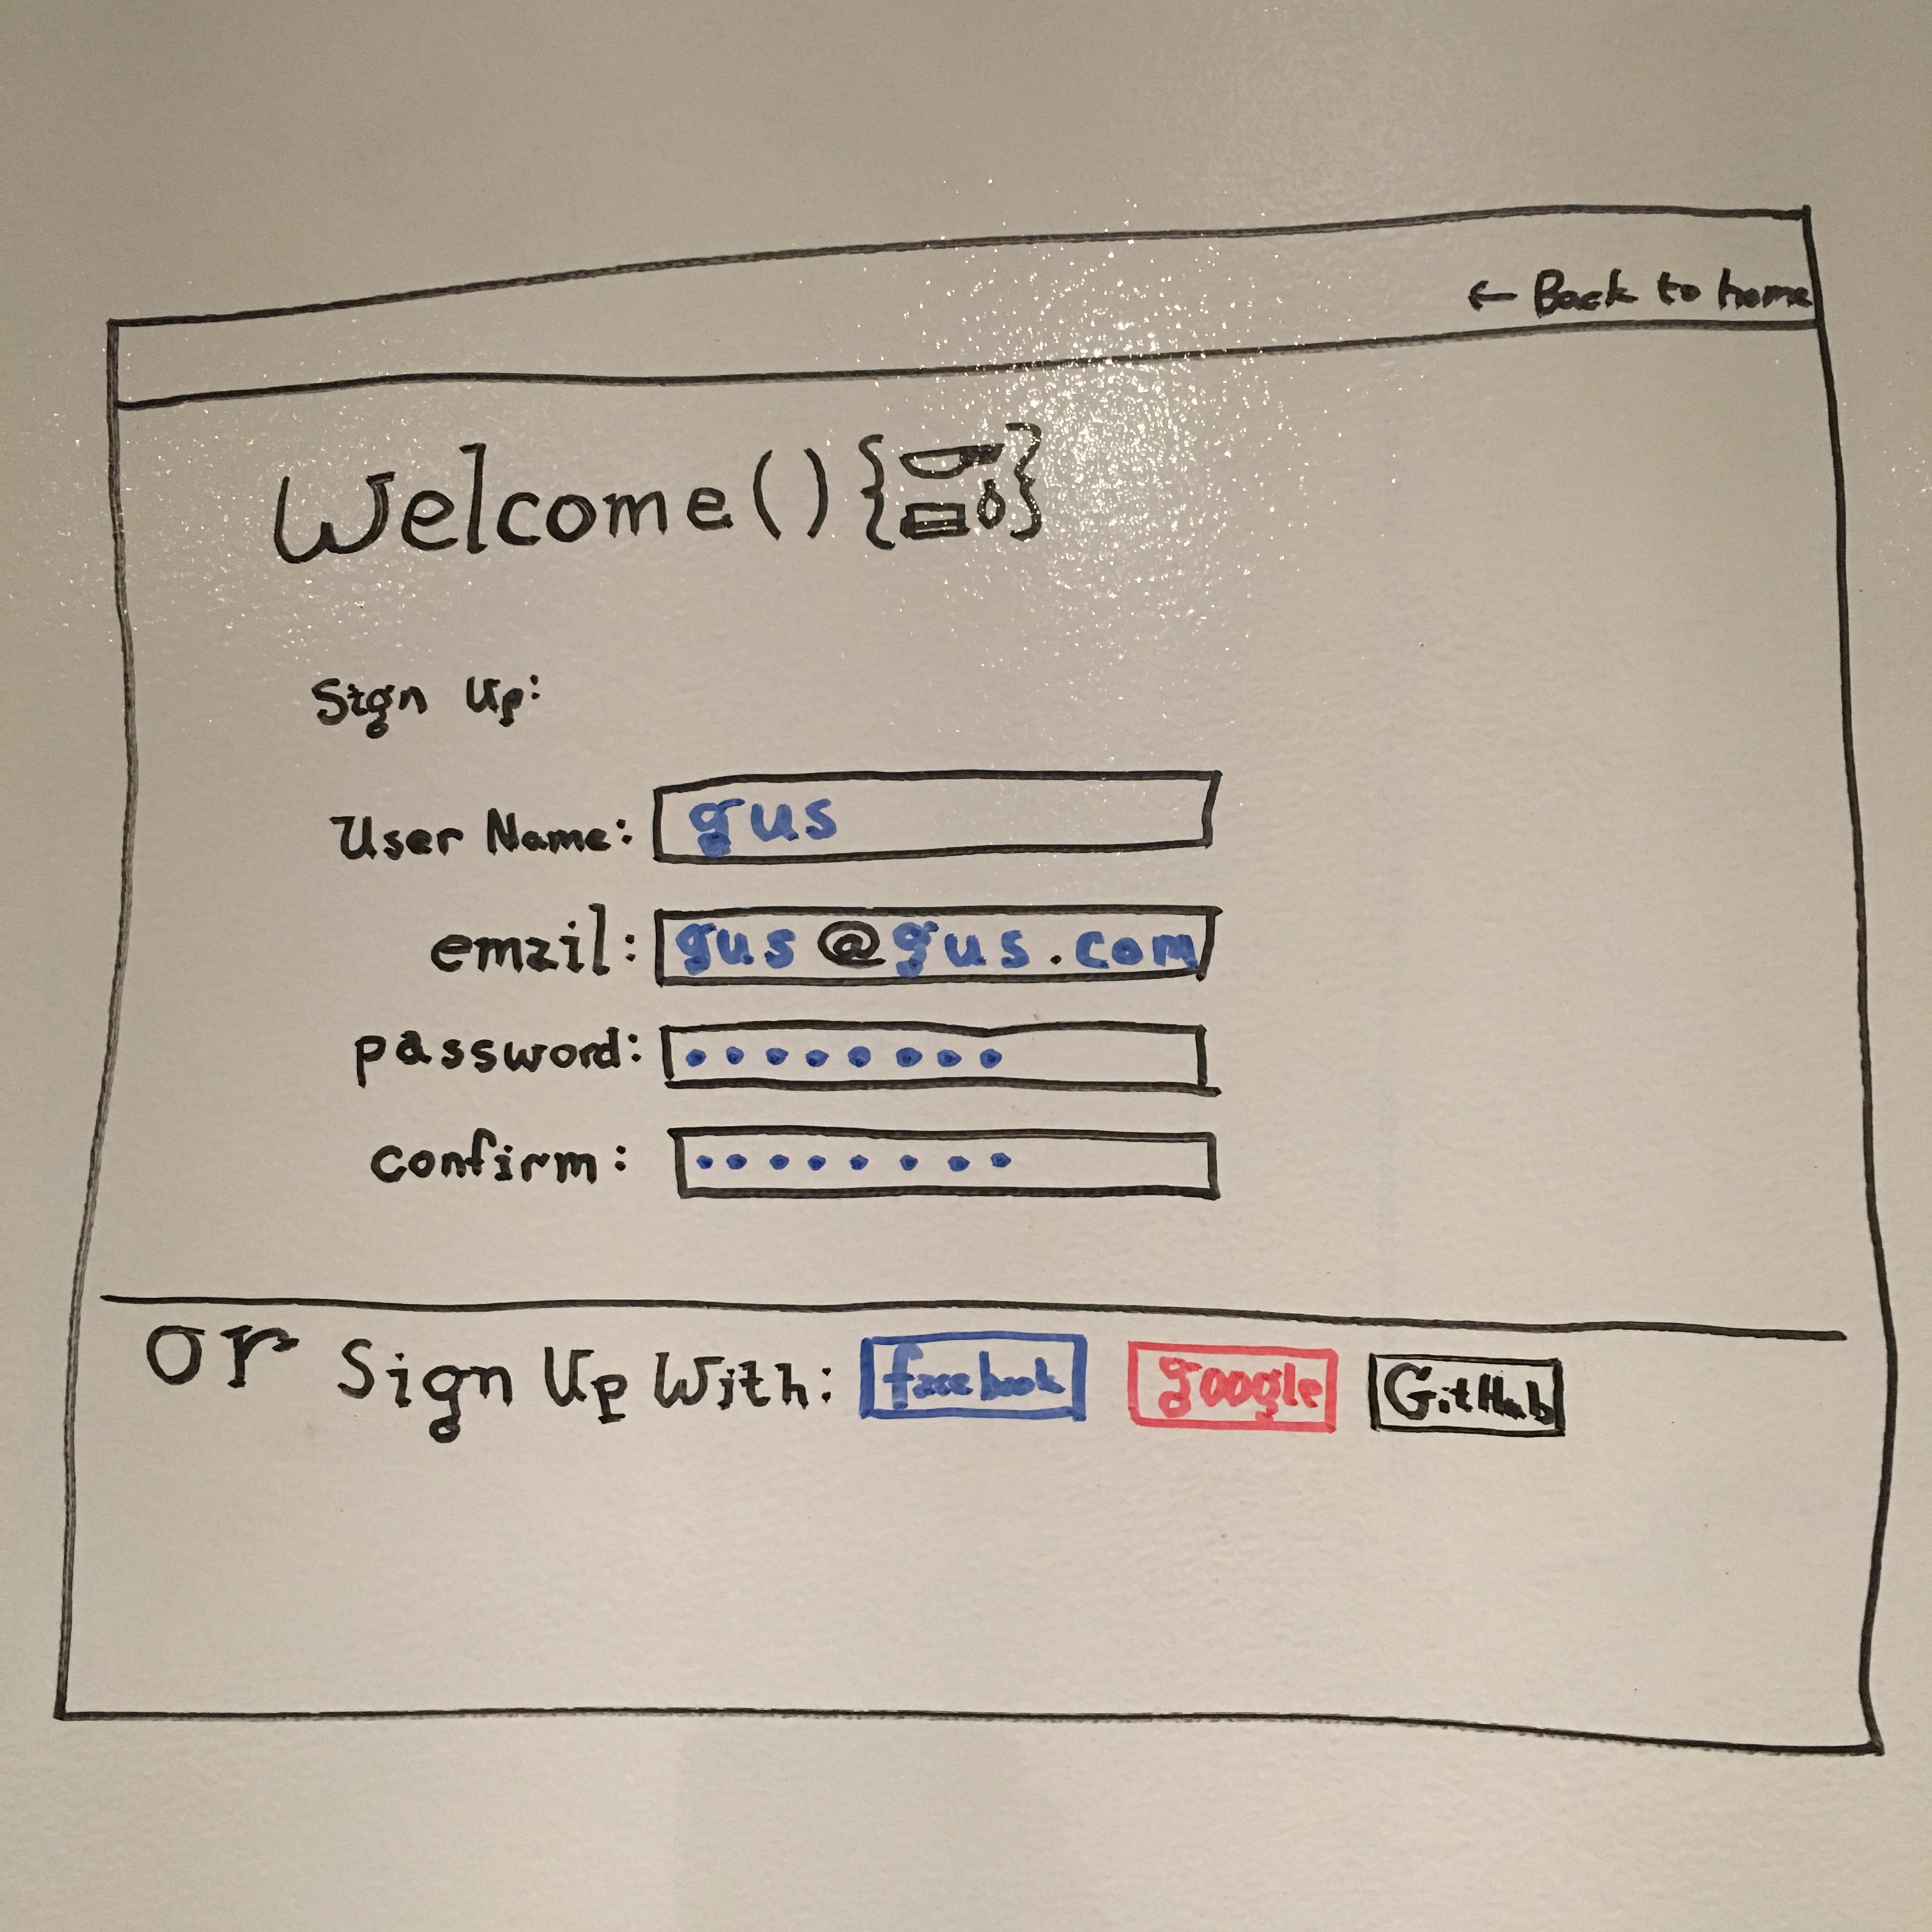 ← Back to home
Welcome(){}
Sign Up:
User Name: gus
email: gus@gus.com
password: ••••••••
confirm: ••••••••
or Sign Up With: facebook google GitHub